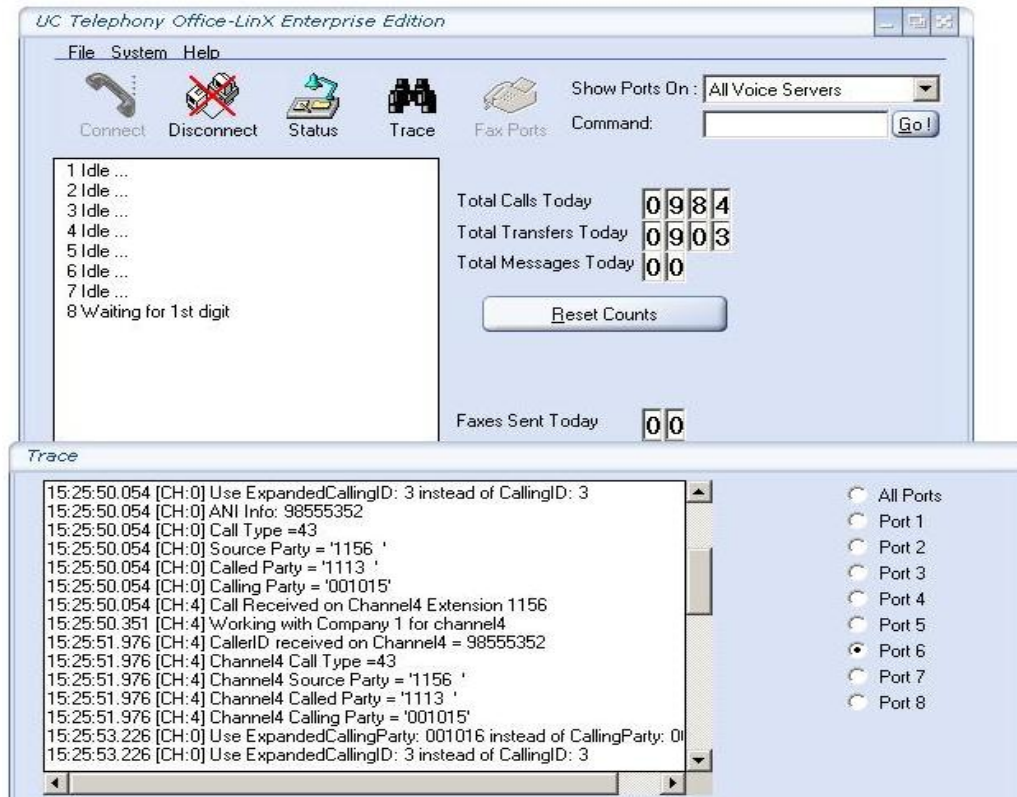 UC Telephony Office-LinX Enterprise Edition
File System Help
Connect Disconnect Status Trace Fax Ports
Show Ports On : All Voice Servers
Command: Go!
1 Idle ...
2 Idle ...
3 Idle ...
4 Idle ...
5 Idle ...
6 Idle ...
7 Idle ...
8 Waiting for 1st digit
Total Calls Today 0984
Total Transfers Today 0903
Total Messages Today 00
Reset Counts
Faxes Sent Today 00
Trace
15:25:50.054 [CH:0] Use ExpandedCallingID: 3 instead of CallingID: 3
15:25:50.054 [CH:0] ANI Info: 98555352
15:25:50.054 [CH:0] Call Type =43
15:25:50.054 [CH:0] Source Party = '1156 '
15:25:50.054 [CH:0] Called Party = '1113 '
15:25:50.054 [CH:0] Calling Party = '001015'
15:25:50.054 [CH:4] Call Received on Channel4 Extension 1156
15:25:50.351 [CH:4] Working with Company 1 for channel4
15:25:51.976 [CH:4] CallerID received on Channel4 = 98555352
15:25:51.976 [CH:4] Channel4 Call Type =43
15:25:51.976 [CH:4] Channel4 Source Party = '1156 '
15:25:51.976 [CH:4] Channel4 Called Party = '1113 '
15:25:51.976 [CH:4] Channel4 Calling Party = '001015'
15:25:53.226 [CH:0] Use ExpandedCallingParty: 001016 instead of CallingParty:
15:25:53.226 [CH:0] Use ExpandedCallingID: 3 instead of CallingID: 3
All Ports
Port 1
Port 2
Port 3
Port 4
Port 5
Port 6
Port 7
Port 8